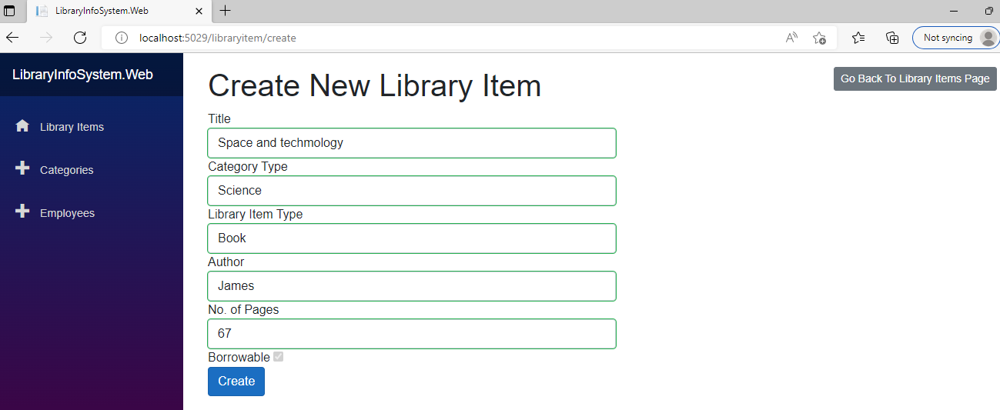 LibraryInfoSystem.Web
localhost:5029/libraryitem/create
A
Not syncing
LibraryInfoSystem.Web
Library Items
Categories
Employees
Create New Library Item
Go Back To Library Items Page
Title
Space and techmology
Category Type
Science
Library Item Type
Book
Author
James
No. of Pages
67
Borrowable
Create